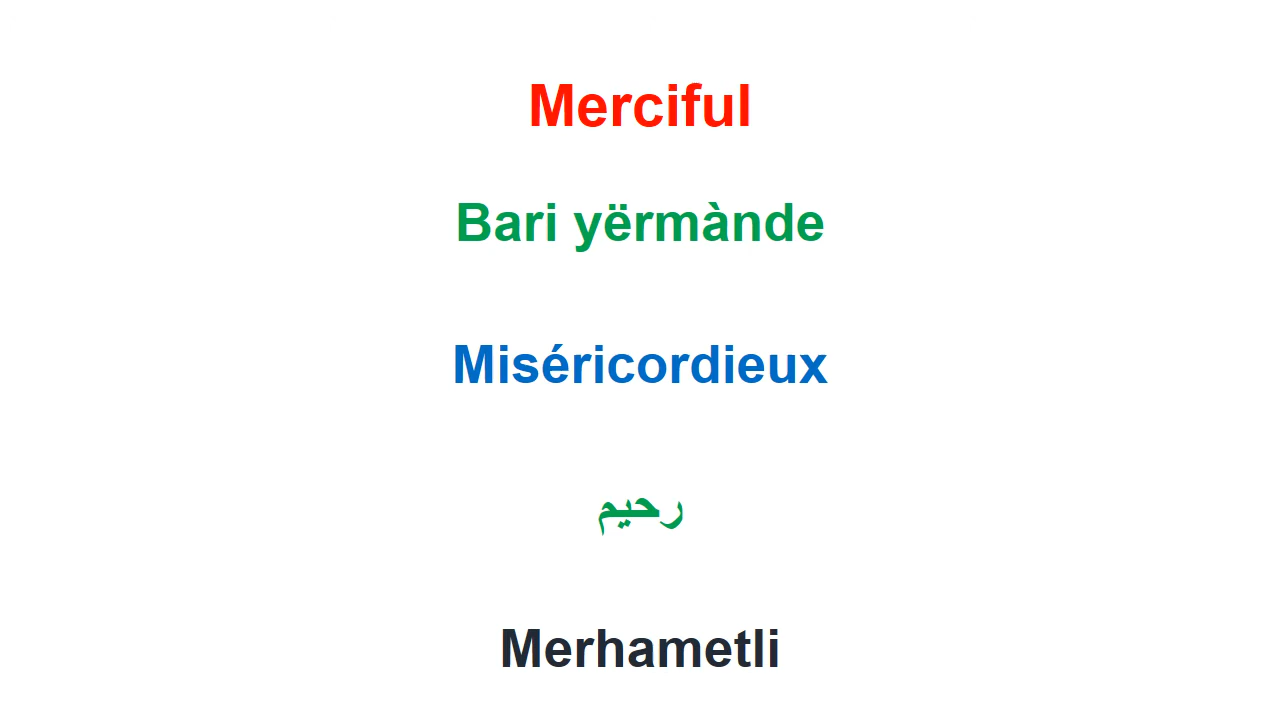 Merciful
Bari yërmànde
Miséricordieux
رحيم
Merhametli